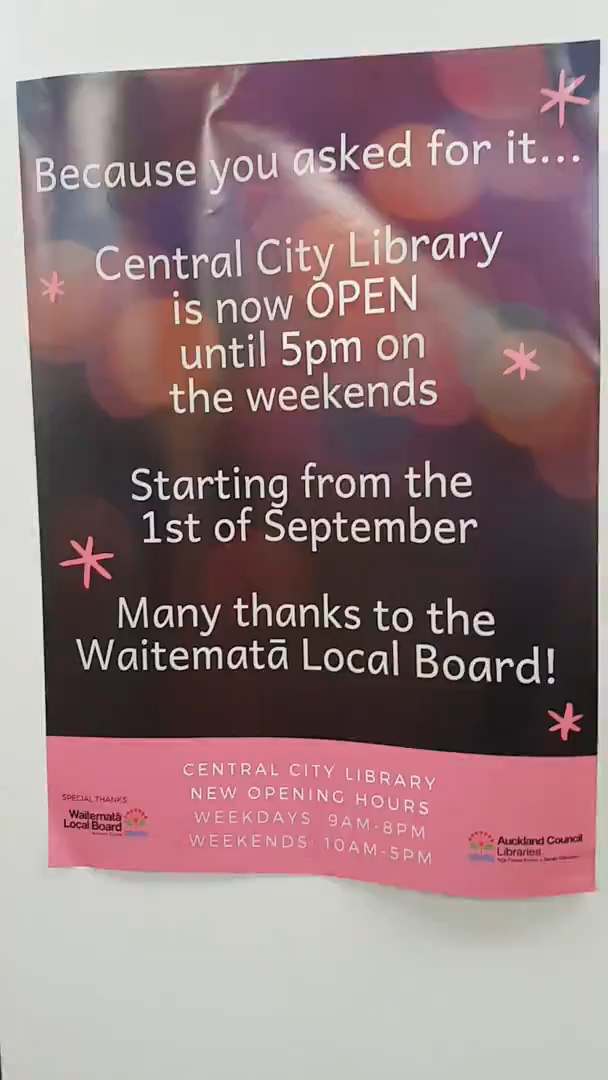 Because you asked for it...
Central City Library
is now OPEN
until 5pm on
the weekends
Starting from the
1st of September
Many thanks to the
Waitematā Local Board!
CENTRAL CITY LIBRARY
NEW OPENING HOURS
WEEKDAYS 9AM-8PM
WEEKENDS 10AM-5PM
SPECIAL THANKS
Waitematā
Local Board
Auckland Council
Libraries